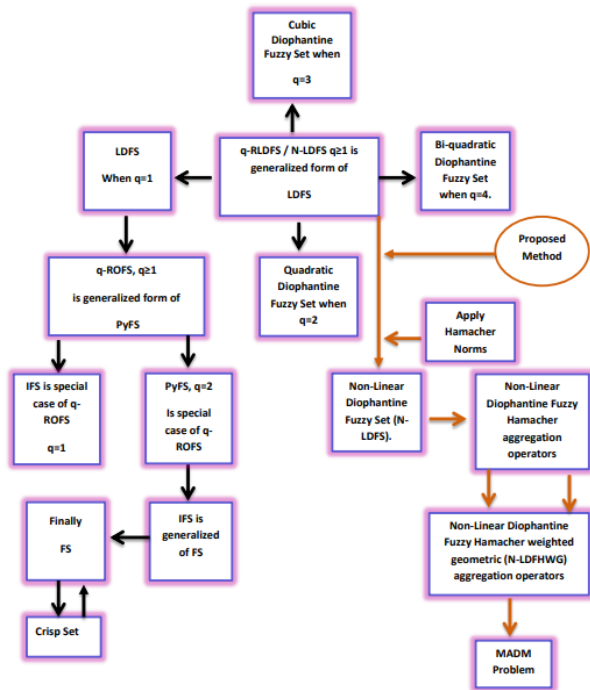 Cubic
Diophantine
Fuzzy Set when
q=3
LDFS
When q=1
q-RLDFS / N-LDFS q≥1 is
generalized form of
LDFS
Bi-quadratic
Diophantine
Fuzzy Set
when q=4.
Proposed
Method
q-ROFS, q≥1
is generalized form of
PyFS
Quadratic
Diophantine
Fuzzy Set when
q=2
Apply
Hamacher
Norms
IFS is special
case of q-
ROFS
q=1
PyFS, q=2
Is special
case of q-
ROFS
Non-Linear
Diophantine
Fuzzy Set (N-
LDFS).
Non-Linear
Diophantine Fuzzy
Hamacher
aggregation
operators
Finally
FS
IFS is
generalized
of FS
Non-Linear Diophantine
Fuzzy Hamacher weighted
geometric (N-LDFHWG)
aggregation operators
Crisp Set
MADM
Problem